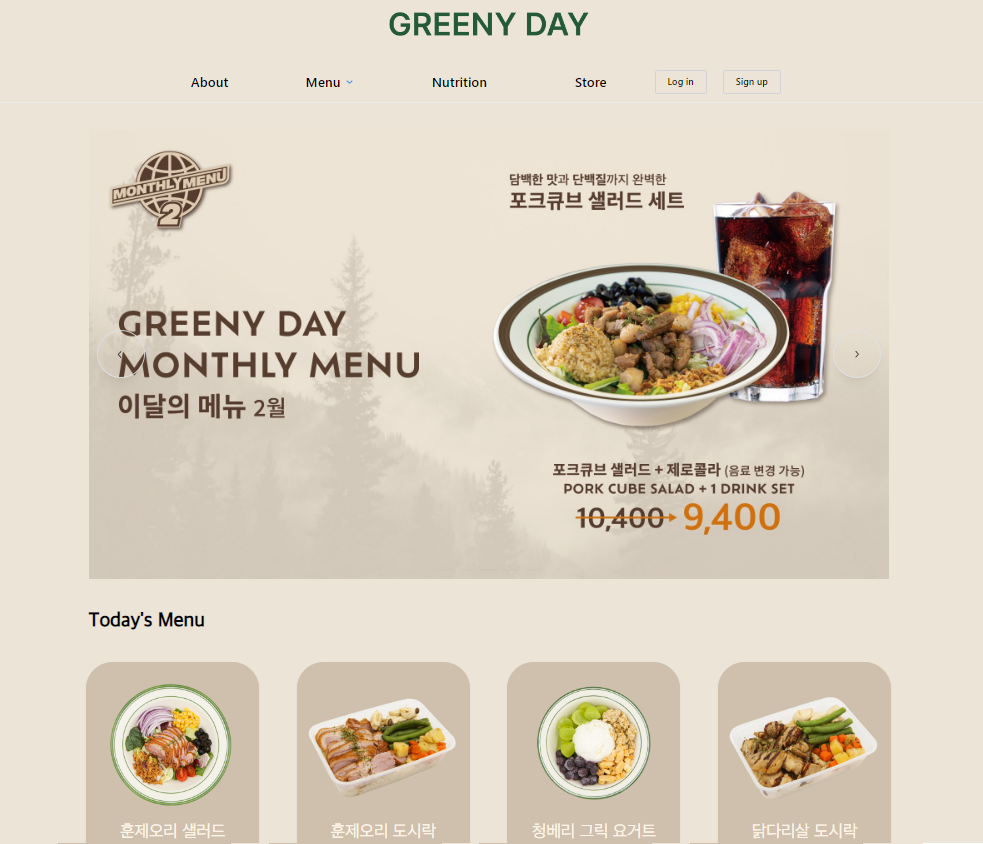 GREENY DAY
About
Menu
Nutrition
Store
Log in
Sign up
MONTHLY MENU
2
담백한 맛과 단백질까지 완벽한
포크큐브 샐러드 세트
GREENY DAY
MONTHLY MENU
이달의 메뉴 2월
포크큐브 샐러드 + 제로콜라 (음료 변경 가능)
PORK CUBE SALAD + 1 DRINK SET
10,400 9,400
Today's Menu
훈제오리 샐러드
훈제오리 도시락
청베리 그릭 요거트
닭다리살 도시락